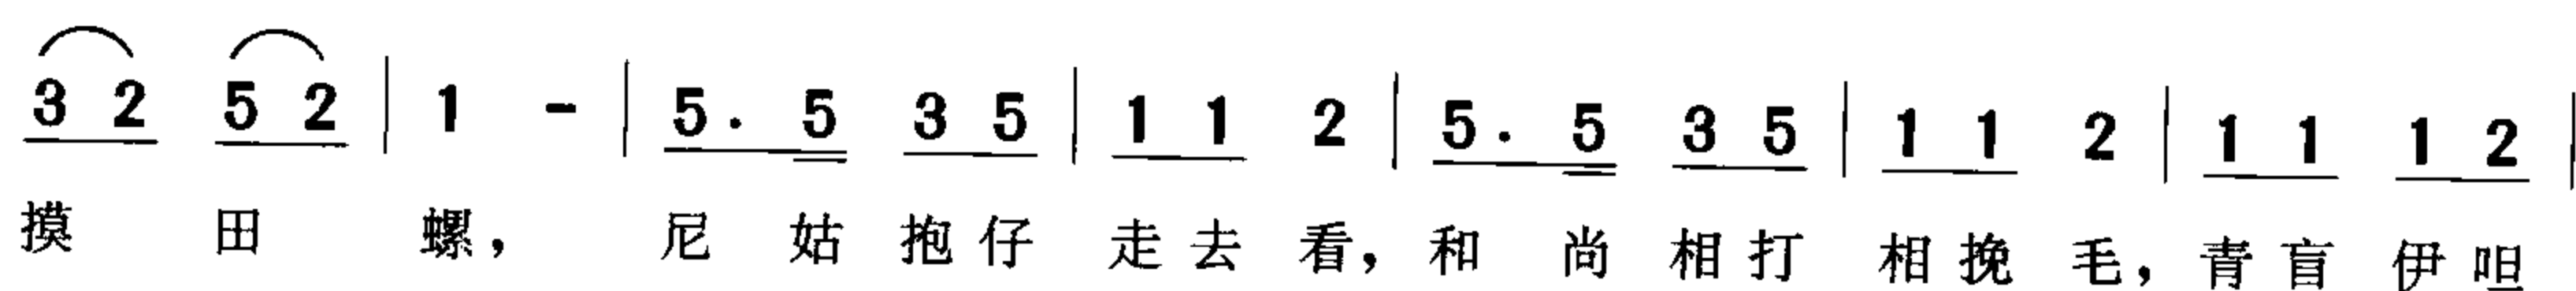 3 2 5 2 | 1 - | 5. 5 3 5 | 1 1 2 | 5. 5 3 5 | 1 1 2 | 1 1 1 2 |
摸 田 螺， 尼 姑 抱 仔 走 去 看， 和 尚 相 打 相 挽 毛， 青 盲 伊 呾